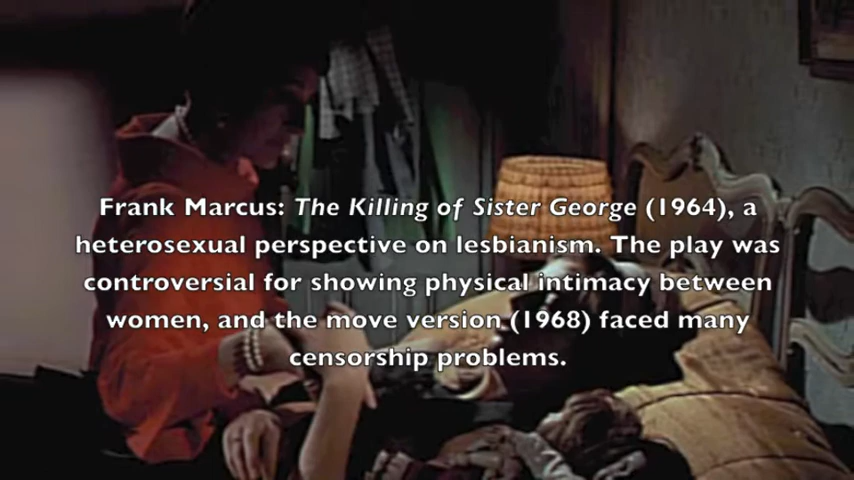 Frank Marcus: The Killing of Sister George (1964), a
heterosexual perspective on lesbianism. The play was
controversial for showing physical intimacy between
women, and the move version (1968) faced many
censorship problems.